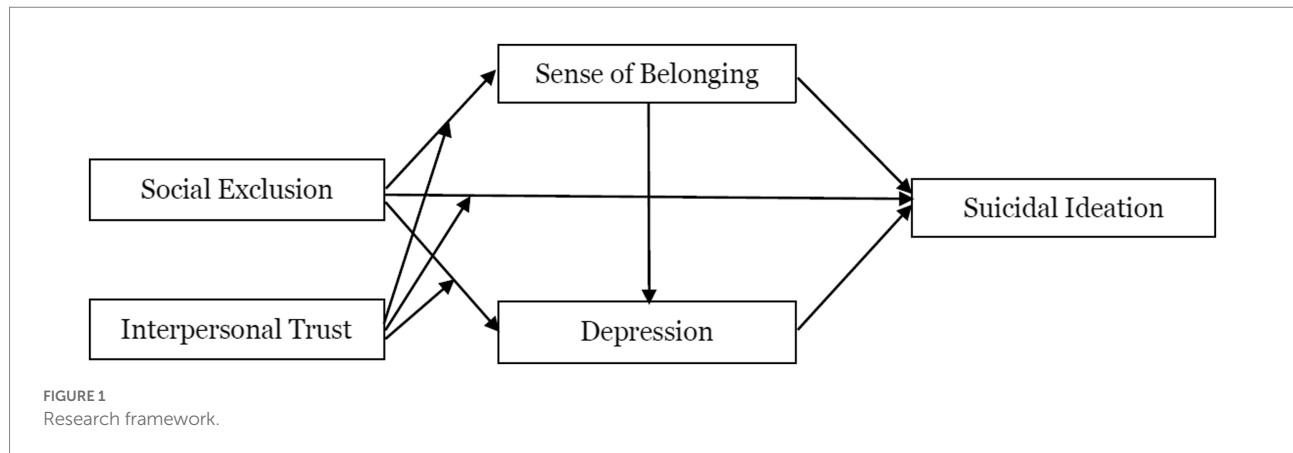 Sense of Belonging
Social Exclusion
Suicidal Ideation
Interpersonal Trust
Depression
FIGURE 1
Research framework.